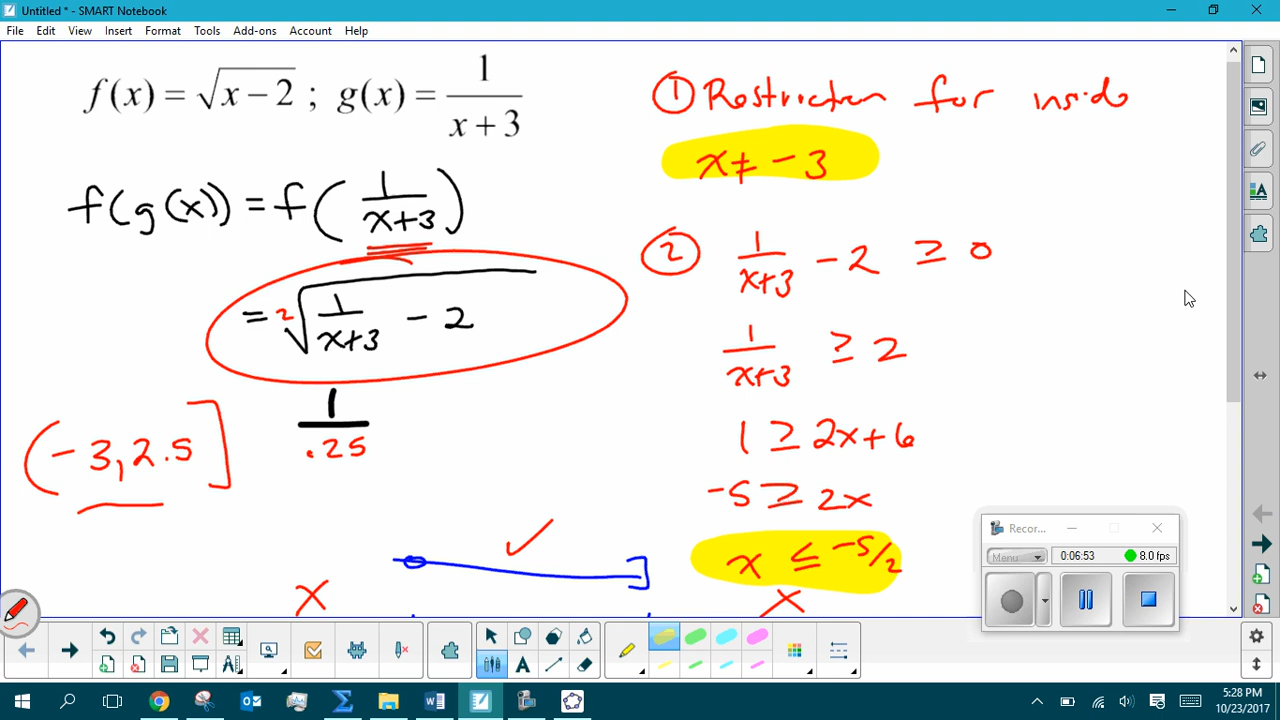 Untitled * - SMART Notebook
File Edit View Insert Format Tools Add-ons Account Help
f(x) = √(x − 2) ; g(x) = 1/(x + 3)
f(g(x)) = f(1/(x+3))
= ²√(1/(x+3) − 2)
1/.25
(-3, 2.5]
✓
X
X
① Restriction for inside
x ≠ -3
② 1/(x+3) - 2 ≥ 0
1/(x+3) ≥ 2
1 ≥ 2x+6
-5 ≥ 2x
x ≤ -5/2
Recor...
Menu
0:06:53
8.0 fps
5:28 PM
10/23/2017